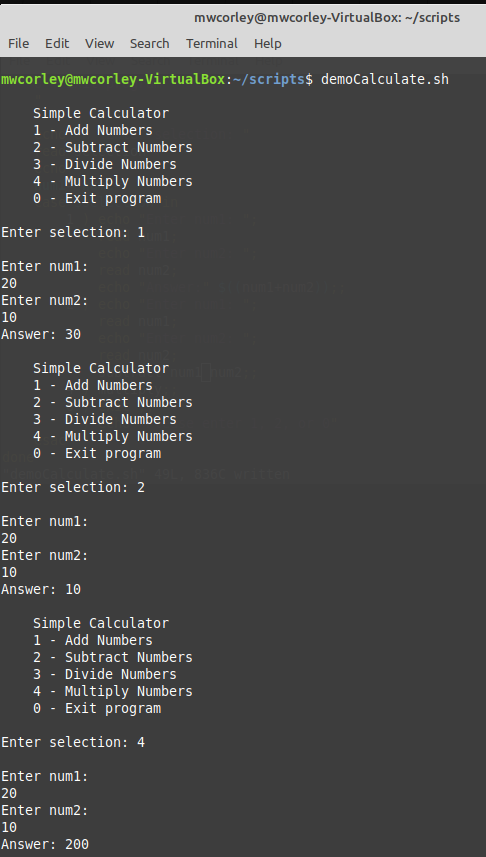 mwcorley@mwcorley-VirtualBox: ~/scripts
File Edit View Search Terminal Help
mwcorley@mwcorley-VirtualBox:~/scripts$ demoCalculate.sh
Simple Calculator
1 - Add Numbers
2 - Subtract Numbers
3 - Divide Numbers
4 - Multiply Numbers
0 - Exit program
Enter selection: 1
Enter num1:
20
Enter num2:
10
Answer: 30
Simple Calculator
1 - Add Numbers
2 - Subtract Numbers
3 - Divide Numbers
4 - Multiply Numbers
0 - Exit program
Enter selection: 2
Enter num1:
20
Enter num2:
10
Answer: 10
Simple Calculator
1 - Add Numbers
2 - Subtract Numbers
3 - Divide Numbers
4 - Multiply Numbers
0 - Exit program
Enter selection: 4
Enter num1:
20
Enter num2:
10
Answer: 200